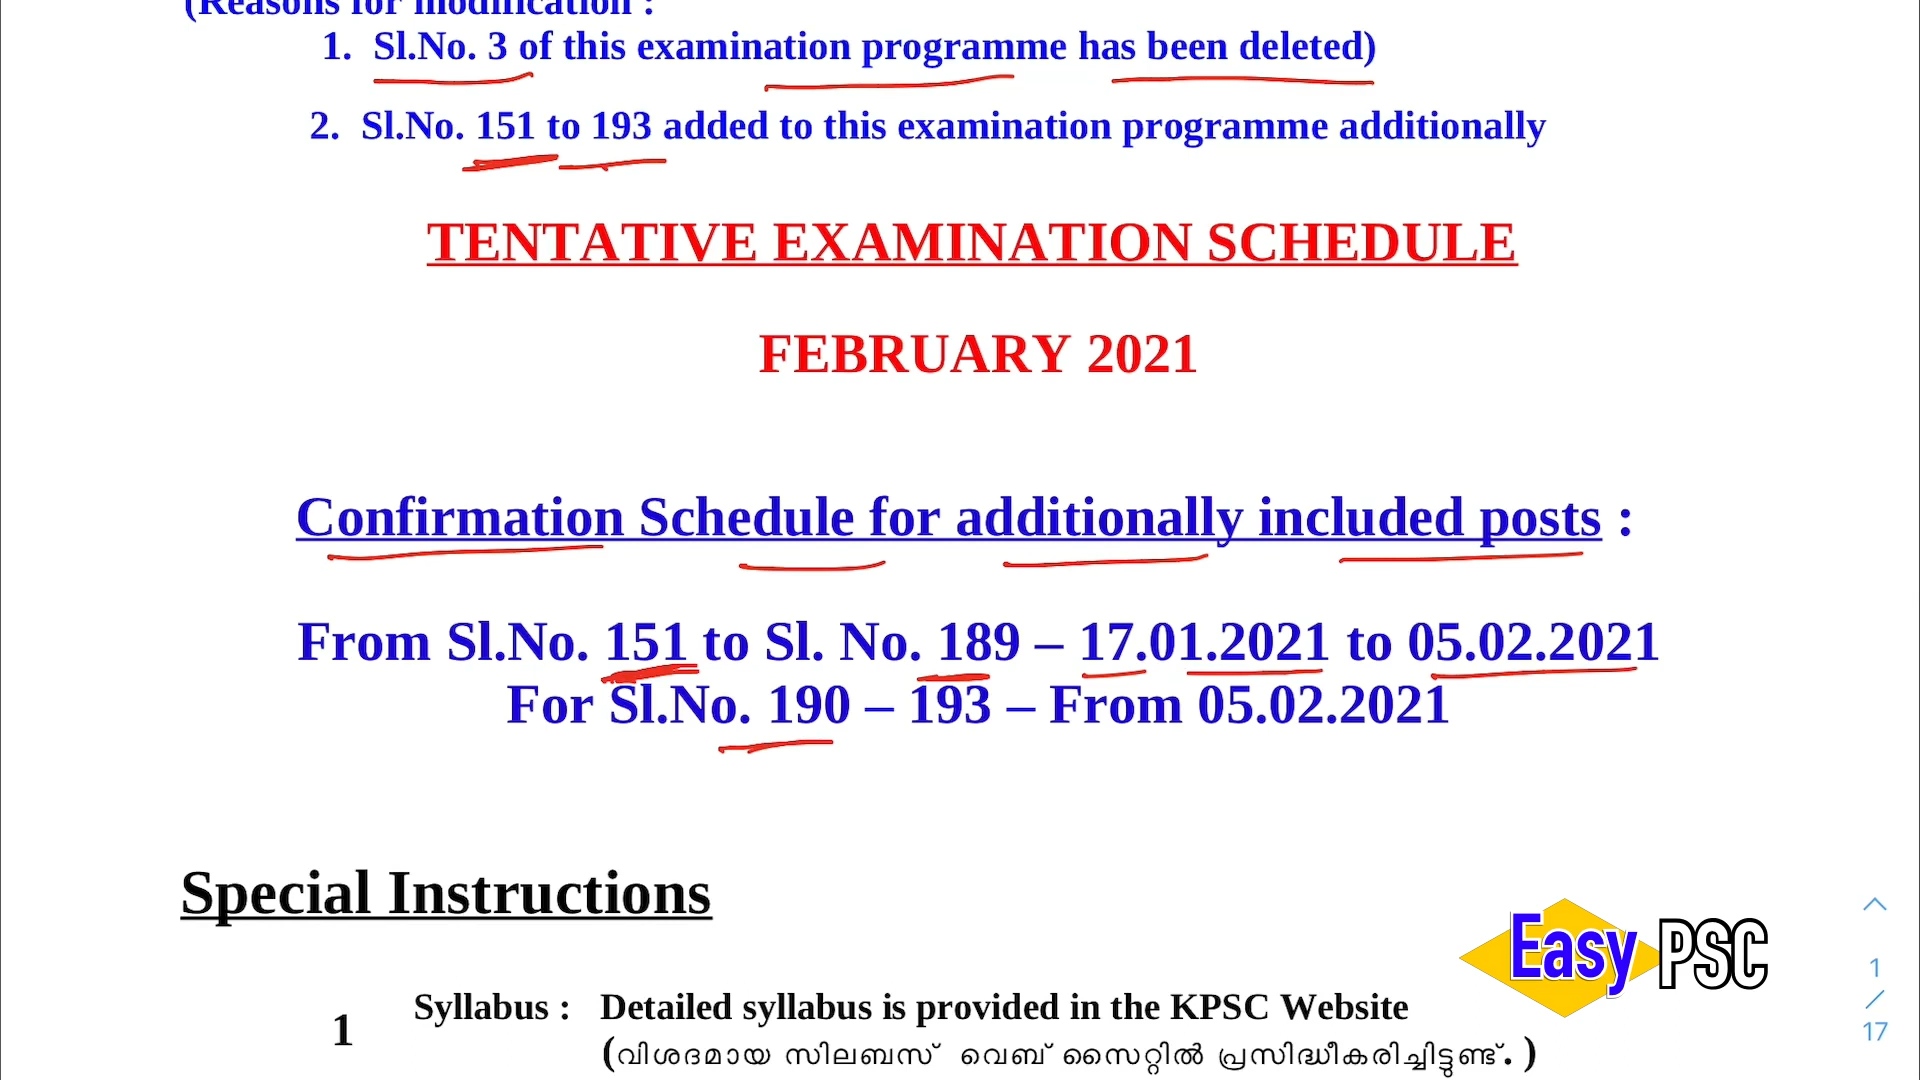 (Reasons for modification :
1. Sl.No. 3 of this examination programme has been deleted)
2. Sl.No. 151 to 193 added to this examination programme additionally
TENTATIVE EXAMINATION SCHEDULE
FEBRUARY 2021
Confirmation Schedule for additionally included posts :
From Sl.No. 151 to Sl. No. 189 – 17.01.2021 to 05.02.2021
For Sl.No. 190 – 193 – From 05.02.2021
Special Instructions
1 Syllabus : Detailed syllabus is provided in the KPSC Website
(വിശദമായ സിലബസ് വെബ് സൈറ്റിൽ പ്രസിദ്ധീകരിച്ചിട്ടുണ്ട്. )
Easy PSC
1
/
17